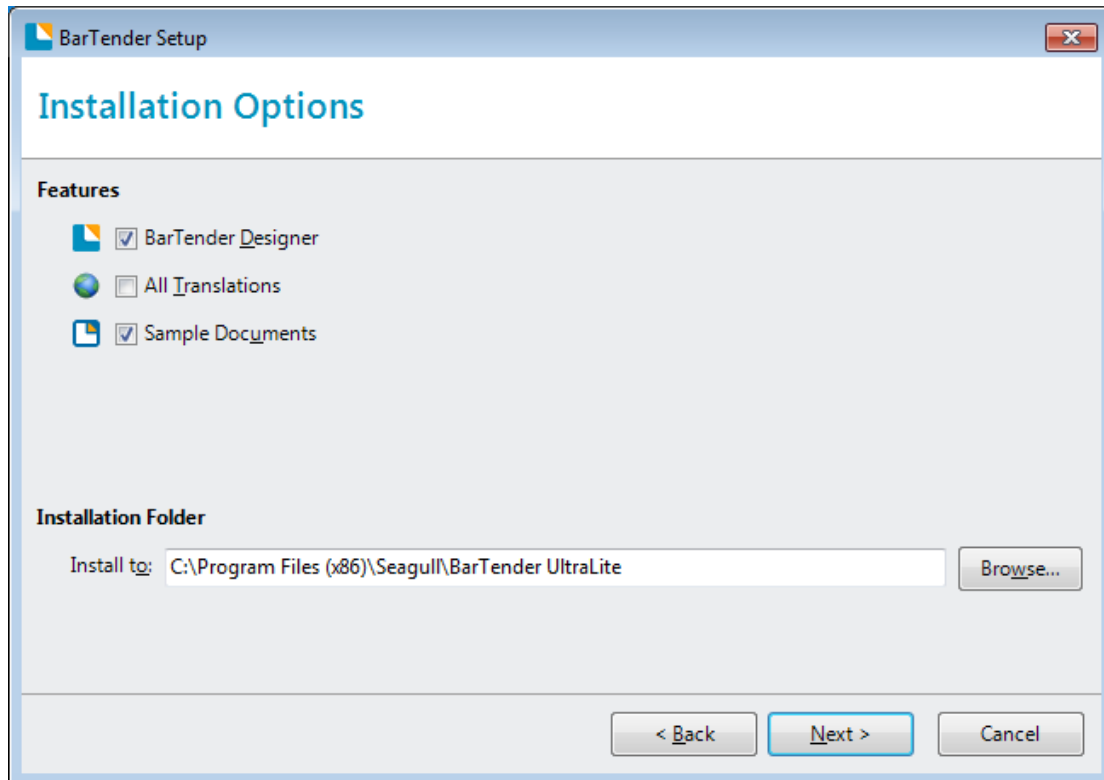 BarTender Setup
Installation Options
Features
BarTender Designer
All Translations
Sample Documents
Installation Folder
Install to: C:\Program Files (x86)\Seagull\BarTender UltraLite Browse...
< Back Next > Cancel